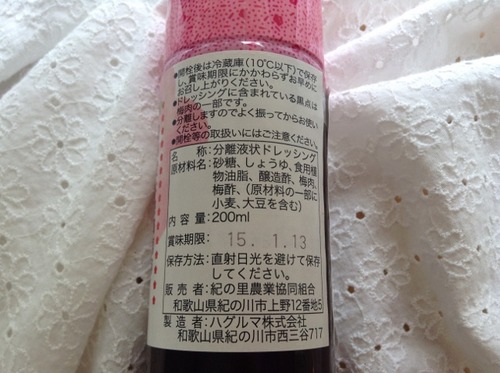 ●開栓後は冷蔵庫(10℃以下)で保存
し、賞味期限にかかわらずお早めに
お召し上がりください。
●ドレッシングに含まれている黒点は
梅肉の一部です。
●分離しますのでよく振ってからお使い
ください。
●開栓等の取扱いにはご注意ください。
名 称:分離液状ドレッシング
原材料名:砂糖、しょうゆ、食用植
物油脂、醸造酢、梅肉、
梅酢、(原材料の一部に
小麦、大豆を含む)
内容量:200ml
賞味期限: 15. 1.13
保存方法:直射日光を避けて保存
してください。
販売者:紀の里農業協同組合
和歌山県紀の川市上野12番地5
製造者:ハグルマ株式会社
和歌山県紀の川市西三谷717